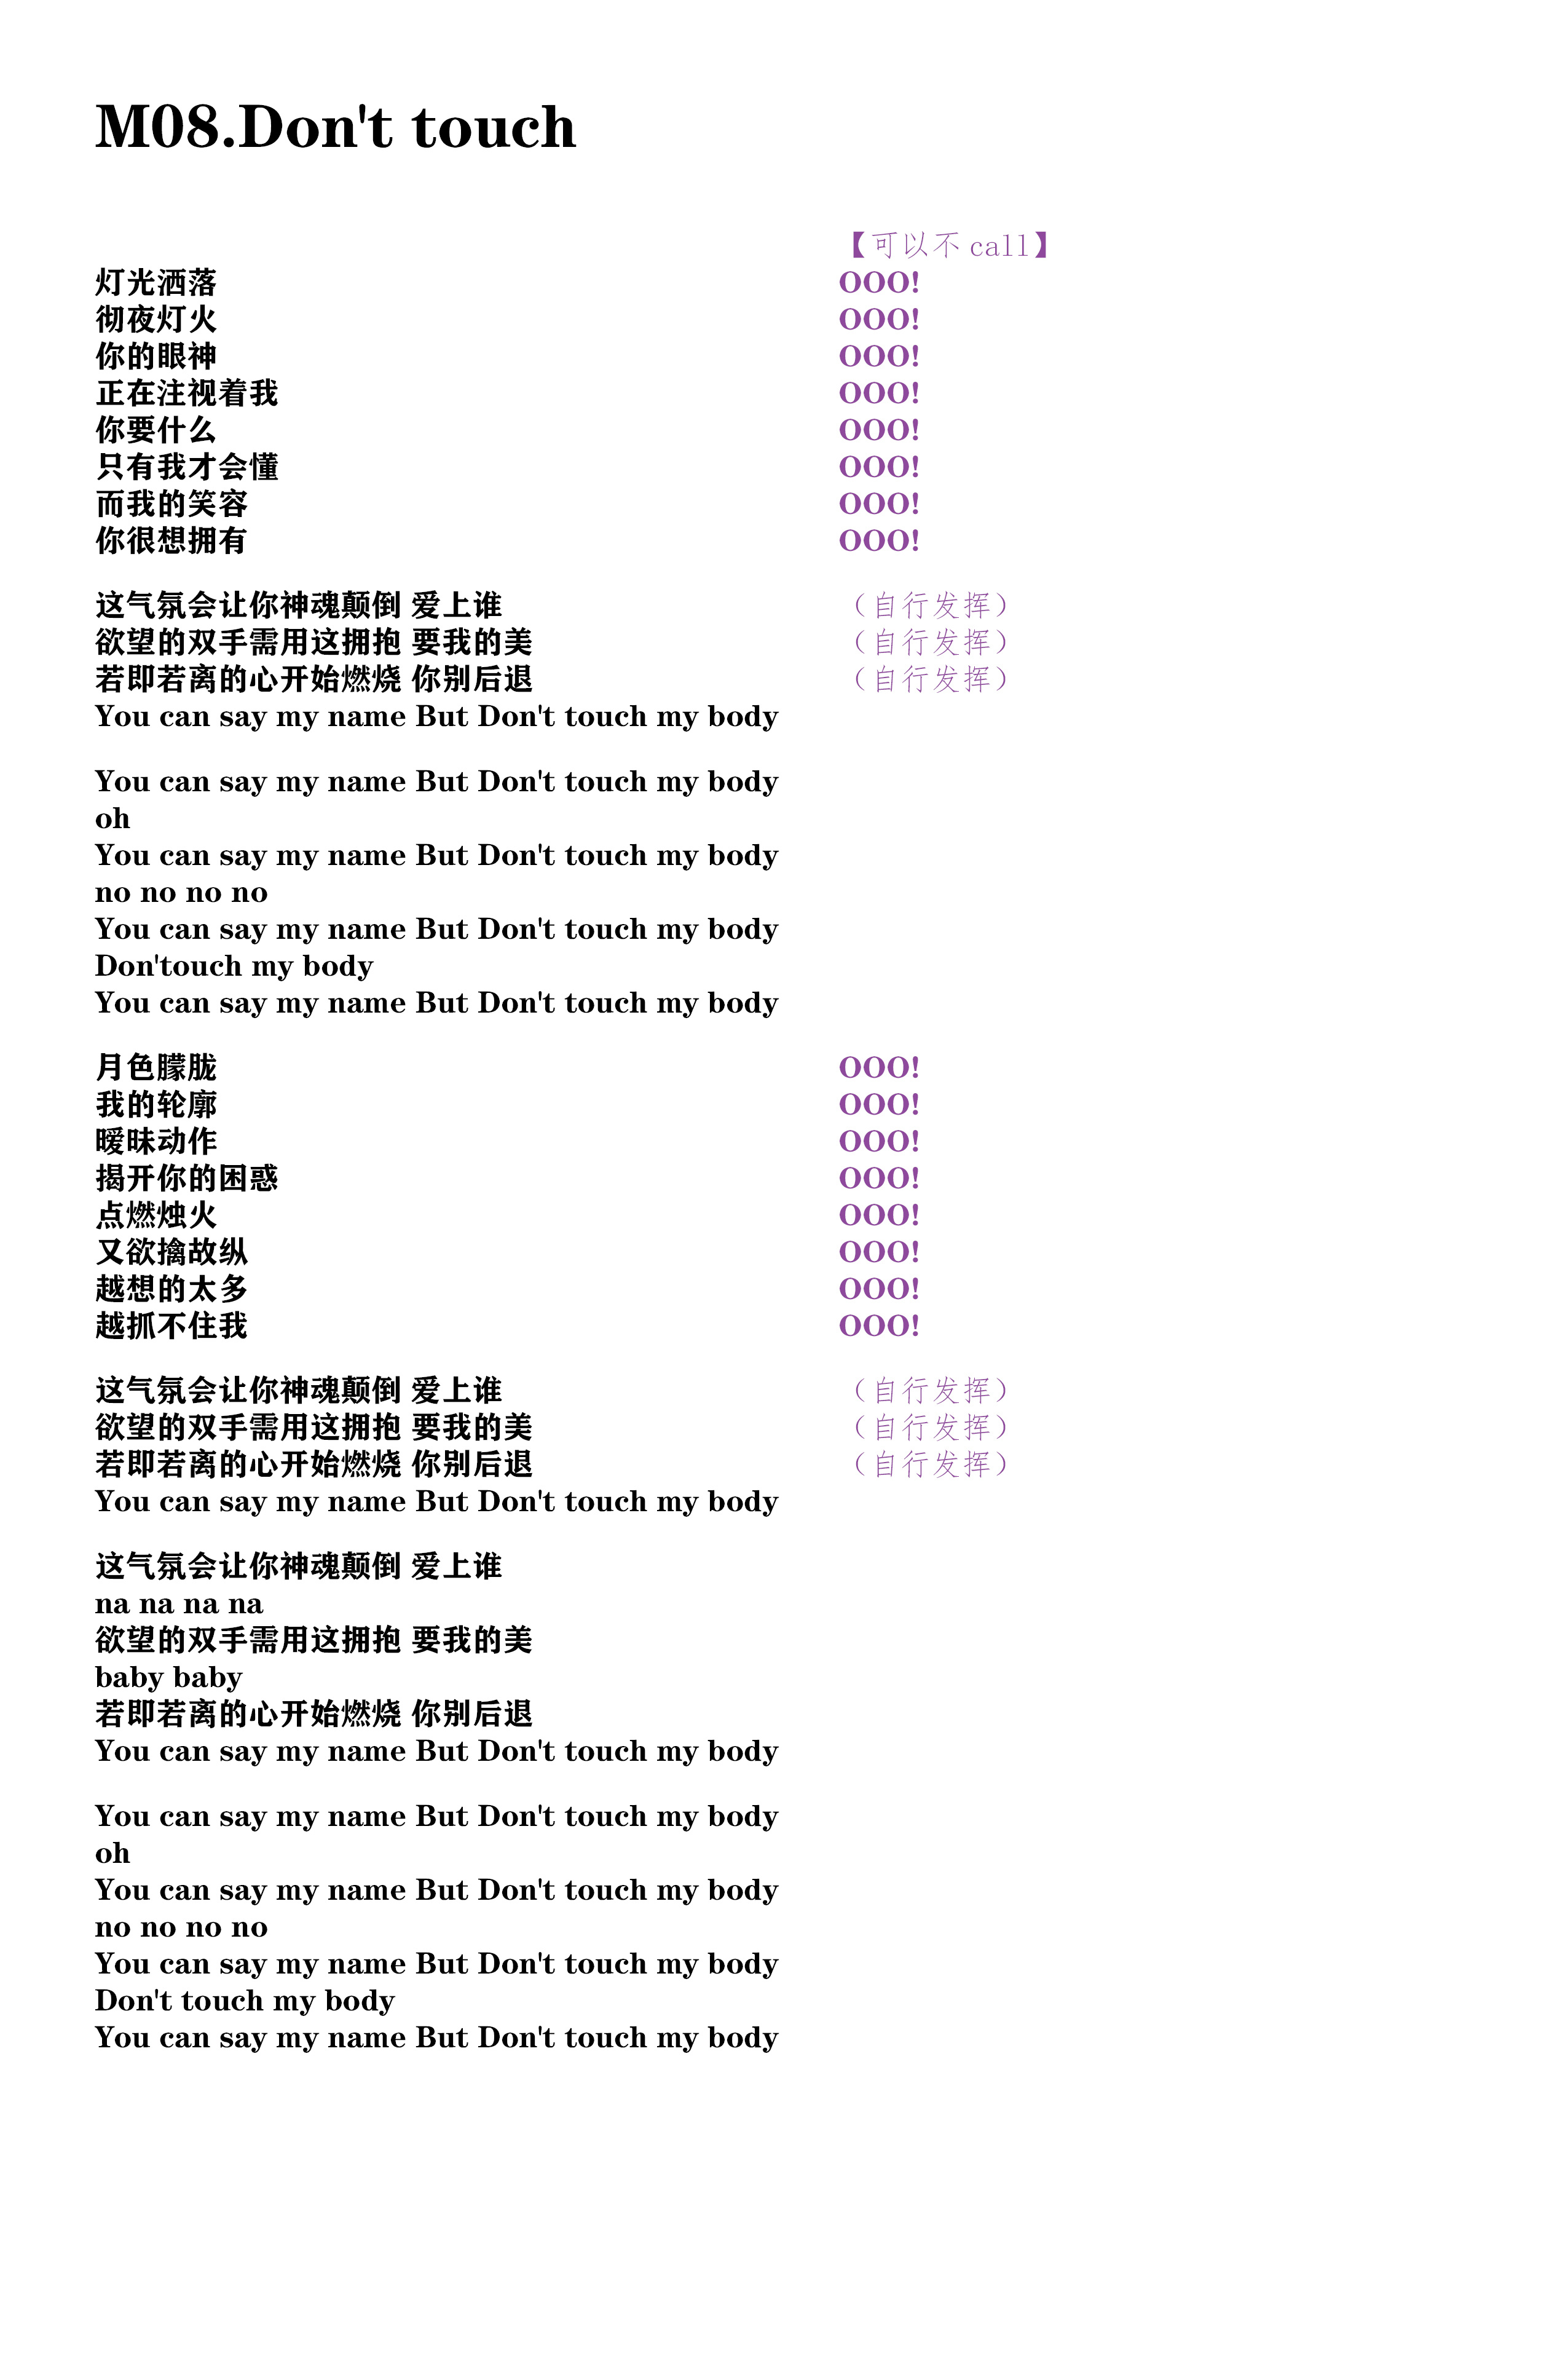 M08.Don't touch
【可以不 call】
灯光洒落 OOO!
彻夜灯火 OOO!
你的眼神 OOO!
正在注视着我 OOO!
你要什么 OOO!
只有我才会懂 OOO!
而我的笑容 OOO!
你很想拥有 OOO!
这气氛会让你神魂颠倒 爱上谁 （自行发挥）
欲望的双手需用这拥抱 要我的美 （自行发挥）
若即若离的心开始燃烧 你别后退 （自行发挥）
You can say my name But Don't touch my body
You can say my name But Don't touch my body
oh
You can say my name But Don't touch my body
no no no no
You can say my name But Don't touch my body
Don'touch my body
You can say my name But Don't touch my body
月色朦胧 OOO!
我的轮廓 OOO!
暧昧动作 OOO!
揭开你的困惑 OOO!
点燃烛火 OOO!
又欲擒故纵 OOO!
越想的太多 OOO!
越抓不住我 OOO!
这气氛会让你神魂颠倒 爱上谁 （自行发挥）
欲望的双手需用这拥抱 要我的美 （自行发挥）
若即若离的心开始燃烧 你别后退 （自行发挥）
You can say my name But Don't touch my body
这气氛会让你神魂颠倒 爱上谁
na na na na
欲望的双手需用这拥抱 要我的美
baby baby
若即若离的心开始燃烧 你别后退
You can say my name But Don't touch my body
You can say my name But Don't touch my body
oh
You can say my name But Don't touch my body
no no no no
You can say my name But Don't touch my body
Don't touch my body
You can say my name But Don't touch my body